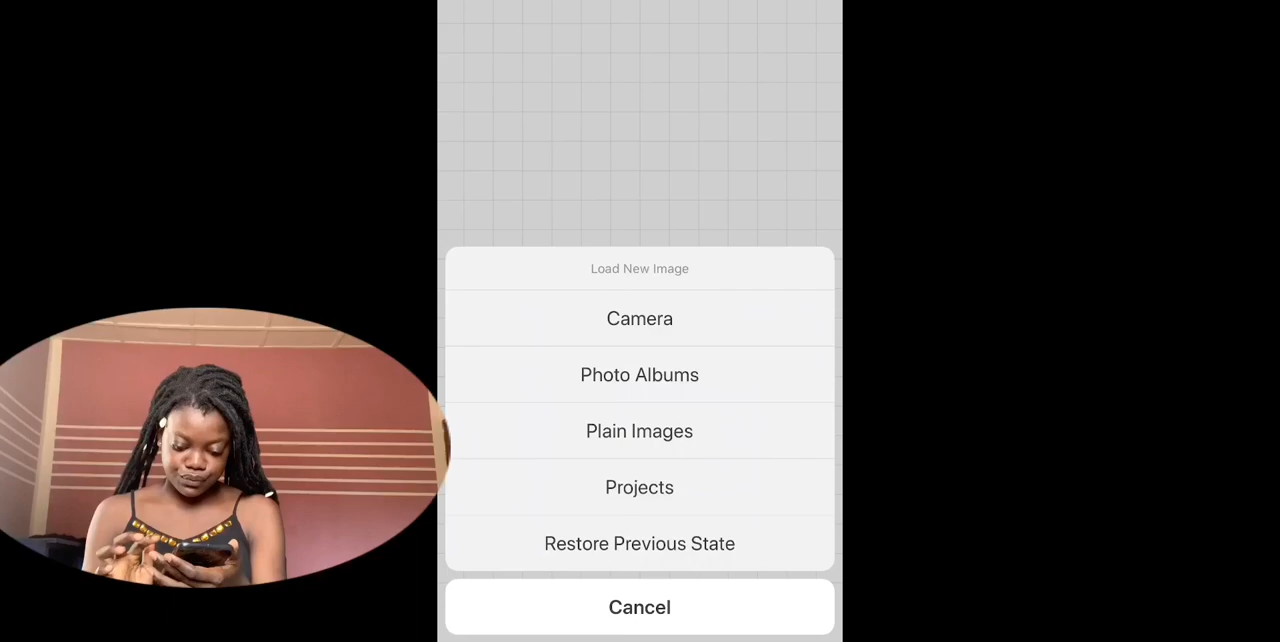 Load New Image
Camera
Photo Albums
Plain Images
Projects
Restore Previous State
Cancel